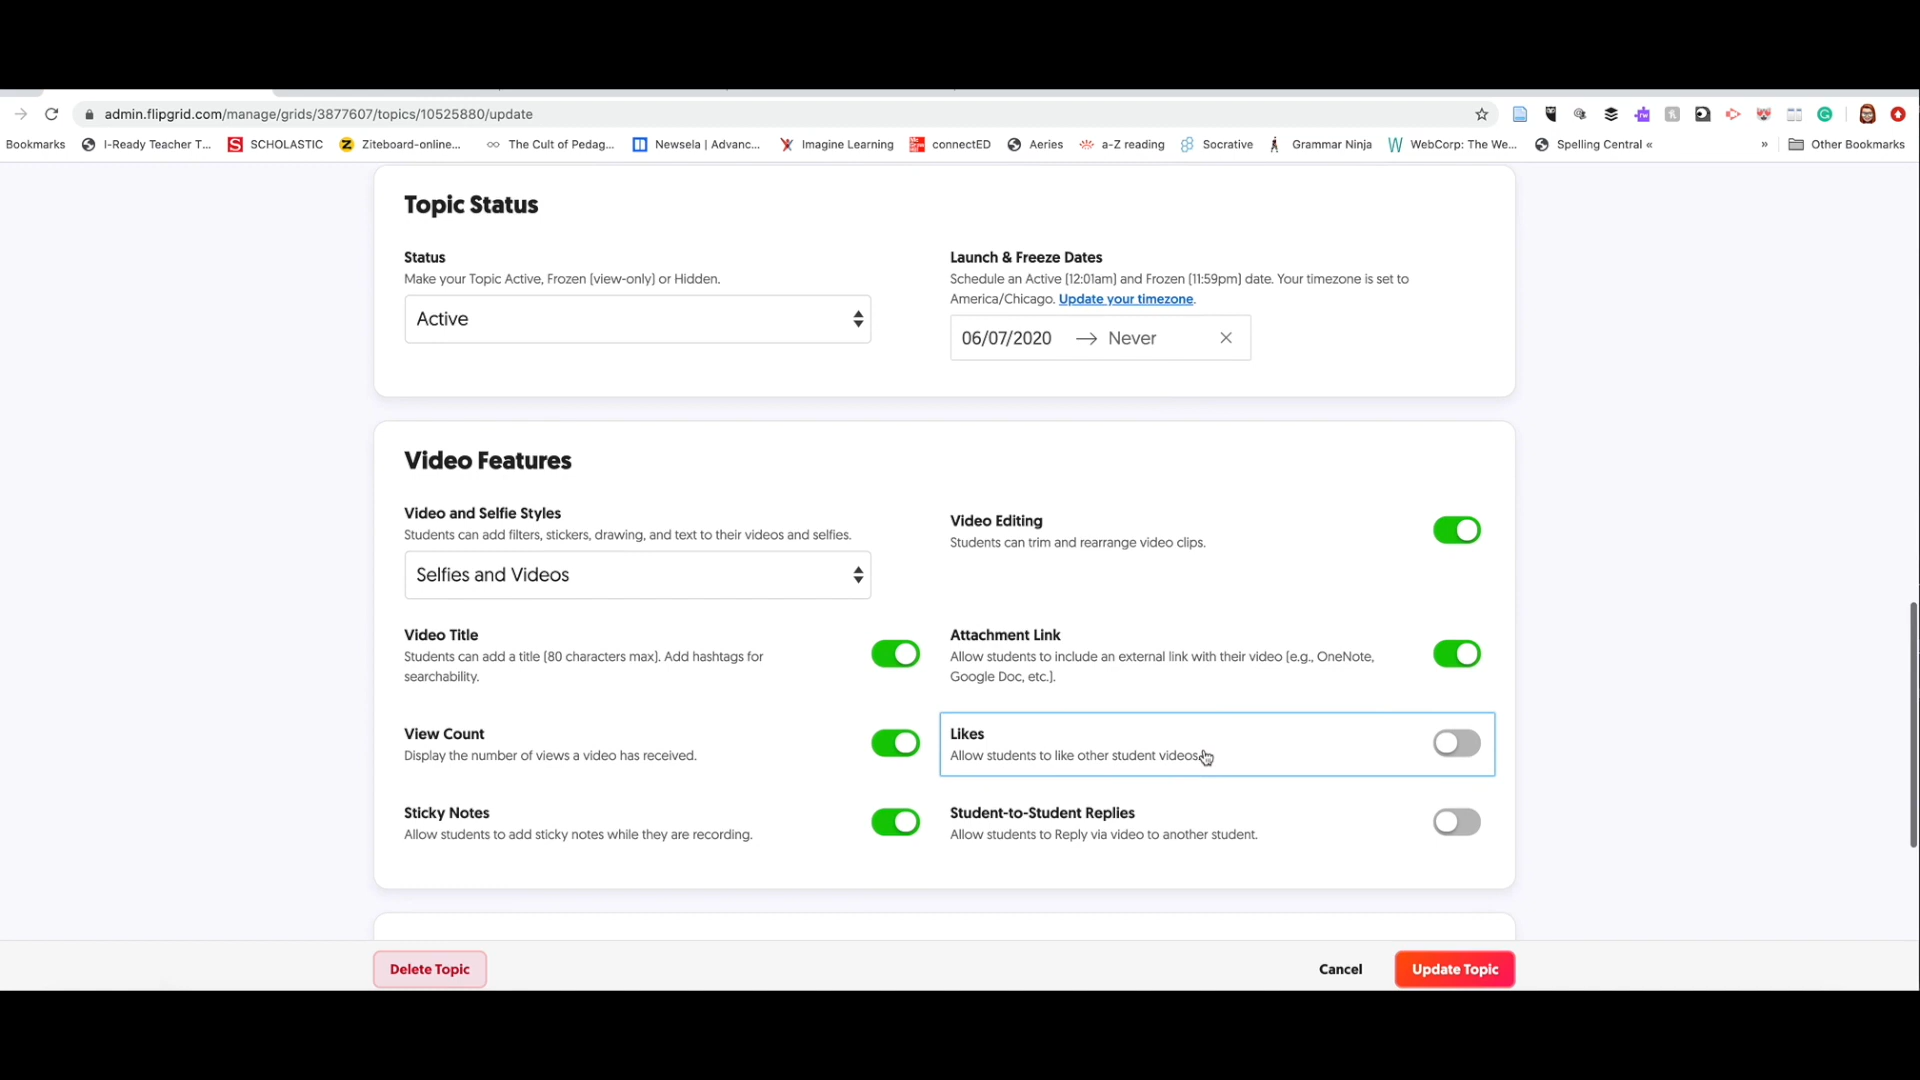 admin.flipgrid.com/manage/grids/3877607/topics/10525880/update
Bookmarks I-Ready Teacher T... SCHOLASTIC Ziteboard-online... The Cult of Pedag... Newsela | Advanc... Imagine Learning connectED Aeries a-Z reading Socrative Grammar Ninja WebCorp: The We... Spelling Central « » Other Bookmarks
Topic Status
Status
Make your Topic Active, Frozen (view-only) or Hidden.
Active
Launch & Freeze Dates
Schedule an Active (12:01am) and Frozen (11:59pm) date. Your timezone is set to
America/Chicago. Update your timezone.
06/07/2020 → Never
Video Features
Video and Selfie Styles
Students can add filters, stickers, drawing, and text to their videos and selfies.
Selfies and Videos
Video Editing
Students can trim and rearrange video clips.
Video Title
Students can add a title (80 characters max). Add hashtags for
searchability.
Attachment Link
Allow students to include an external link with their video (e.g., OneNote,
Google Doc, etc.).
View Count
Display the number of views a video has received.
Likes
Allow students to like other student videos.
Sticky Notes
Allow students to add sticky notes while they are recording.
Student-to-Student Replies
Allow students to Reply via video to another student.
Delete Topic
Cancel
Update Topic